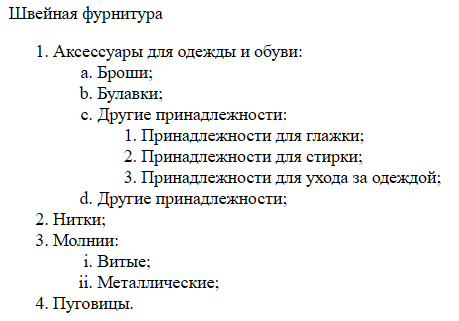 Швейная фурнитура
1. Аксессуары для одежды и обуви:
a. Броши;
b. Булавки;
c. Другие принадлежности:
1. Принадлежности для глажки;
2. Принадлежности для стирки;
3. Принадлежности для ухода за одеждой;
d. Другие принадлежности;
2. Нитки;
3. Молнии:
i. Витые;
ii. Металлические;
4. Пуговицы.